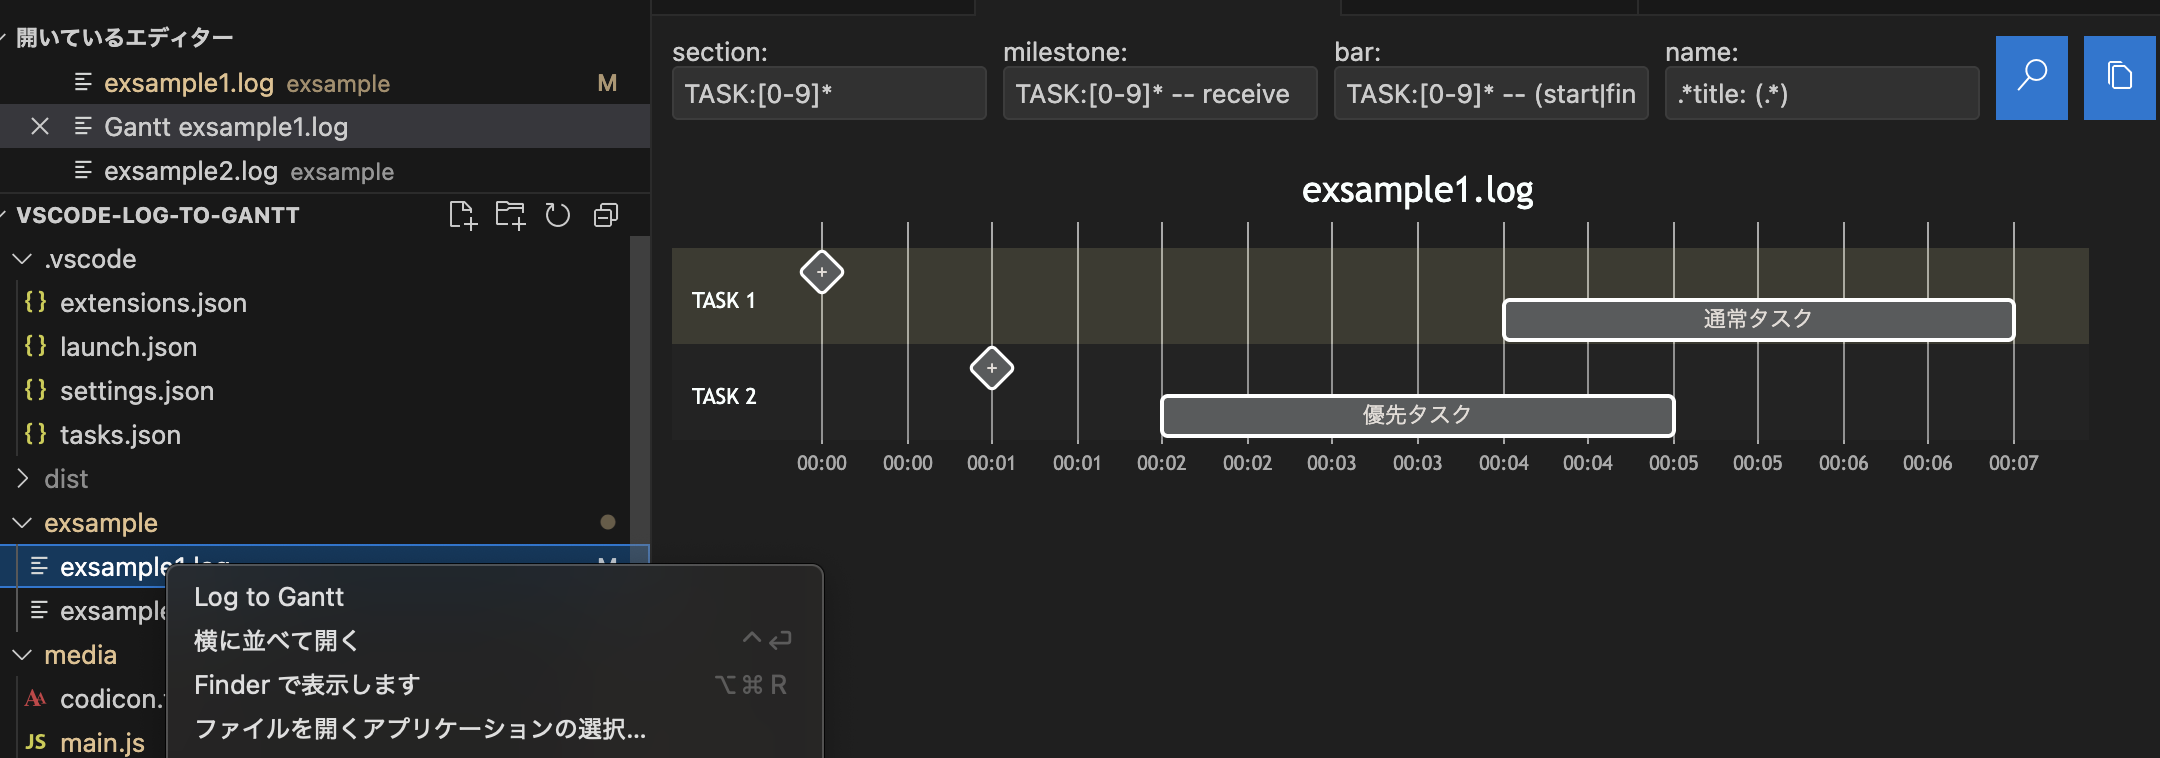 開いているエディター
exsample1.log exsample M
Gantt exsample1.log
exsample2.log exsample
VSCODE-LOG-TO-GANTT
.vscode
{} extensions.json
{} launch.json
{} settings.json
{} tasks.json
dist
exsample
exsample1.log M
exsample
media
codicon.
JS main.js
Log to Gantt
横に並べて開く ^⏎
Finder で表示します ⌥⌘R
ファイルを開くアプリケーションの選択...
section: milestone: bar: name:
TASK:[0-9]* TASK:[0-9]* -- receive TASK:[0-9]* -- (start|fin .*title: (.*)
exsample1.log
TASK 1
通常タスク
TASK 2
優先タスク
00:00 00:00 00:01 00:01 00:02 00:02 00:03 00:03 00:04 00:04 00:05 00:05 00:06 00:06 00:07